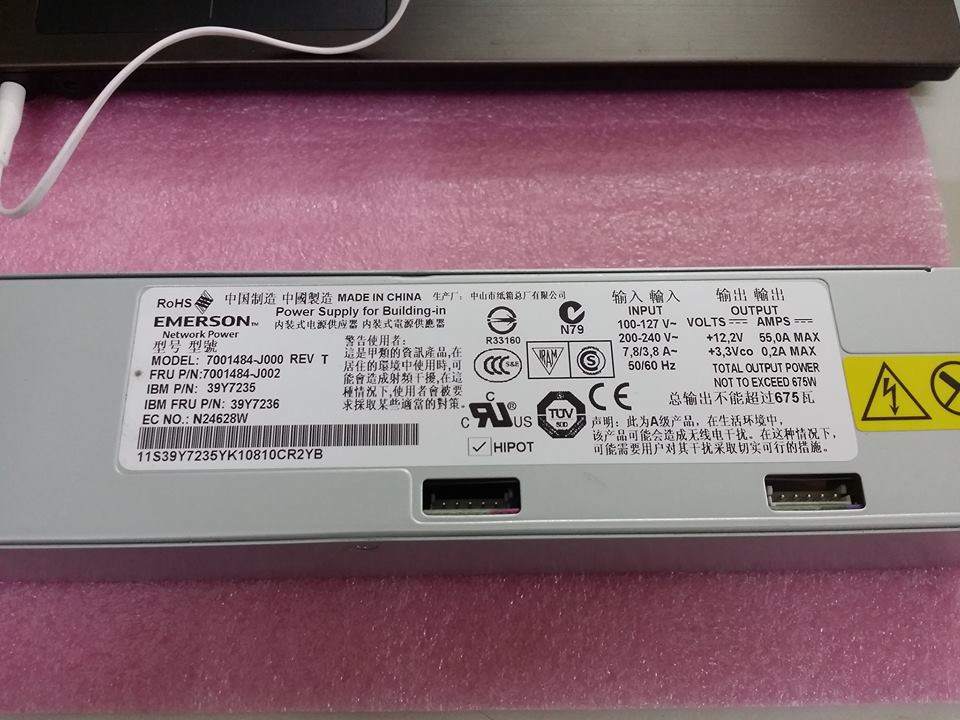 RoHS 中国制造 中國製造 MADE IN CHINA 生产厂: 中山市纸箱总厂有限公司
EMERSON™
Network Power
Power Supply for Building-in
内装式电源供应器 內裝式電源供應器
型号 型號
MODEL: 7001484-J000 REV T
FRU P/N: 7001484-J002
IBM P/N: 39Y7235
IBM FRU P/N: 39Y7236
EC NO.: N24628W
11S39Y7235YK10810CR2YB
警告使用者:
這是甲類的資訊產品,在
居住的環境中使用時,可
能會造成射頻干擾,在這
種情況下,使用者會被要
求採取某些適當的對策。
R33160
N79
CCC S&E
S
C UL ® US
TÜV
CE
HIPOT
输入 輸入
INPUT
100-127 V~
200-240 V~
7,8/3,8 A~
50/60 Hz
输出 輸出
OUTPUT
VOLTS AMPS
+12,2V 55,0A MAX
+3,3Vco 0,2A MAX
TOTAL OUTPUT POWER
NOT TO EXCEED 675W
总输出不能超过675瓦
声明: 此为A级产品, 在生活环境中,
该产品可能会造成无线电干扰。在这种情况下,
可能需要用户对其干扰采取切实可行的措施。